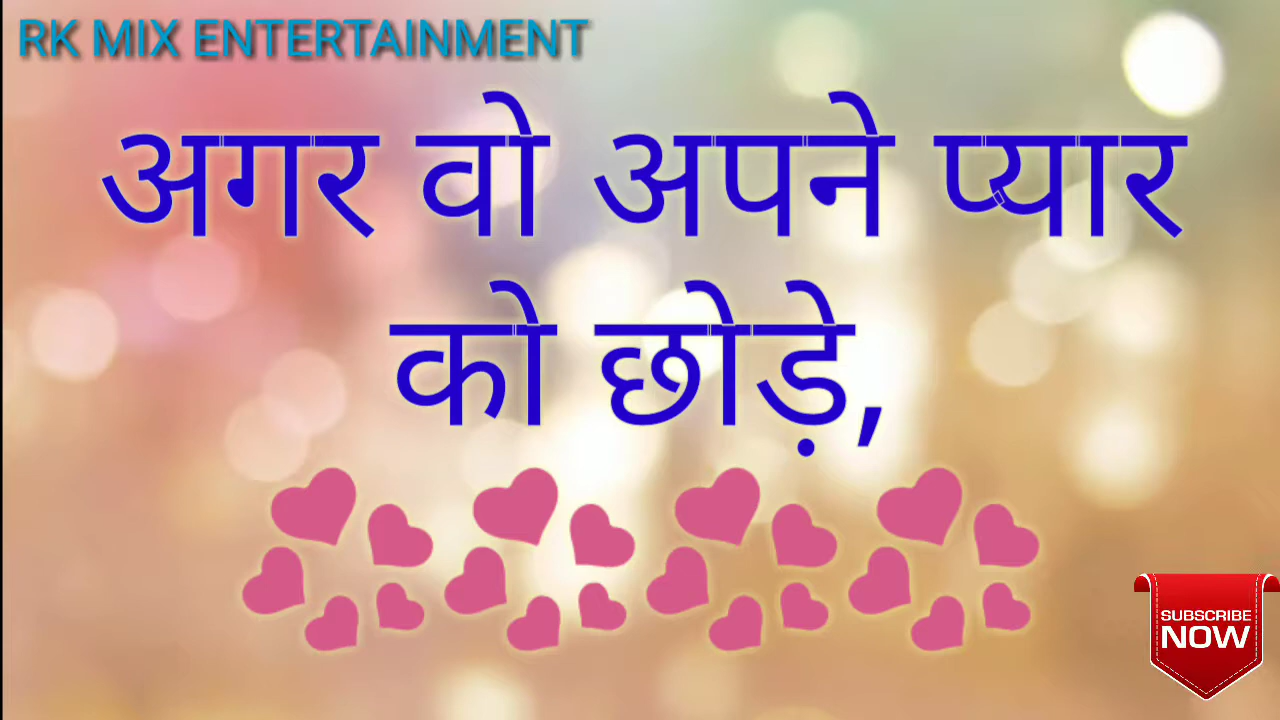 RK MIX ENTERTAINMENT
अगर वो अपने प्यार
को छोड़े,
SUBSCRIBE
NOW